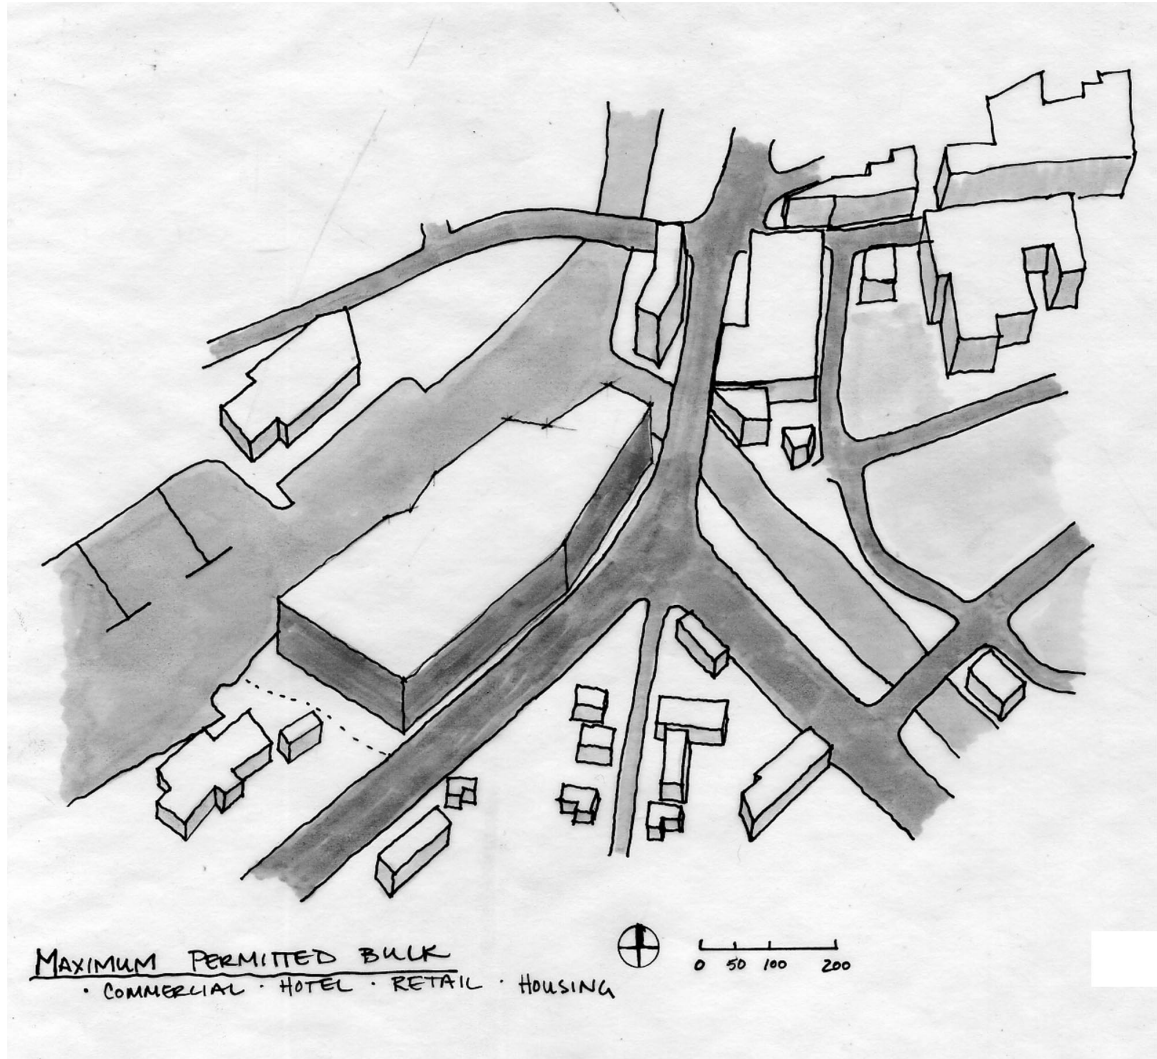 MAXIMUM PERMITTED BULK
· COMMERCIAL · HOTEL · RETAIL · HOUSING
0 50 100 200